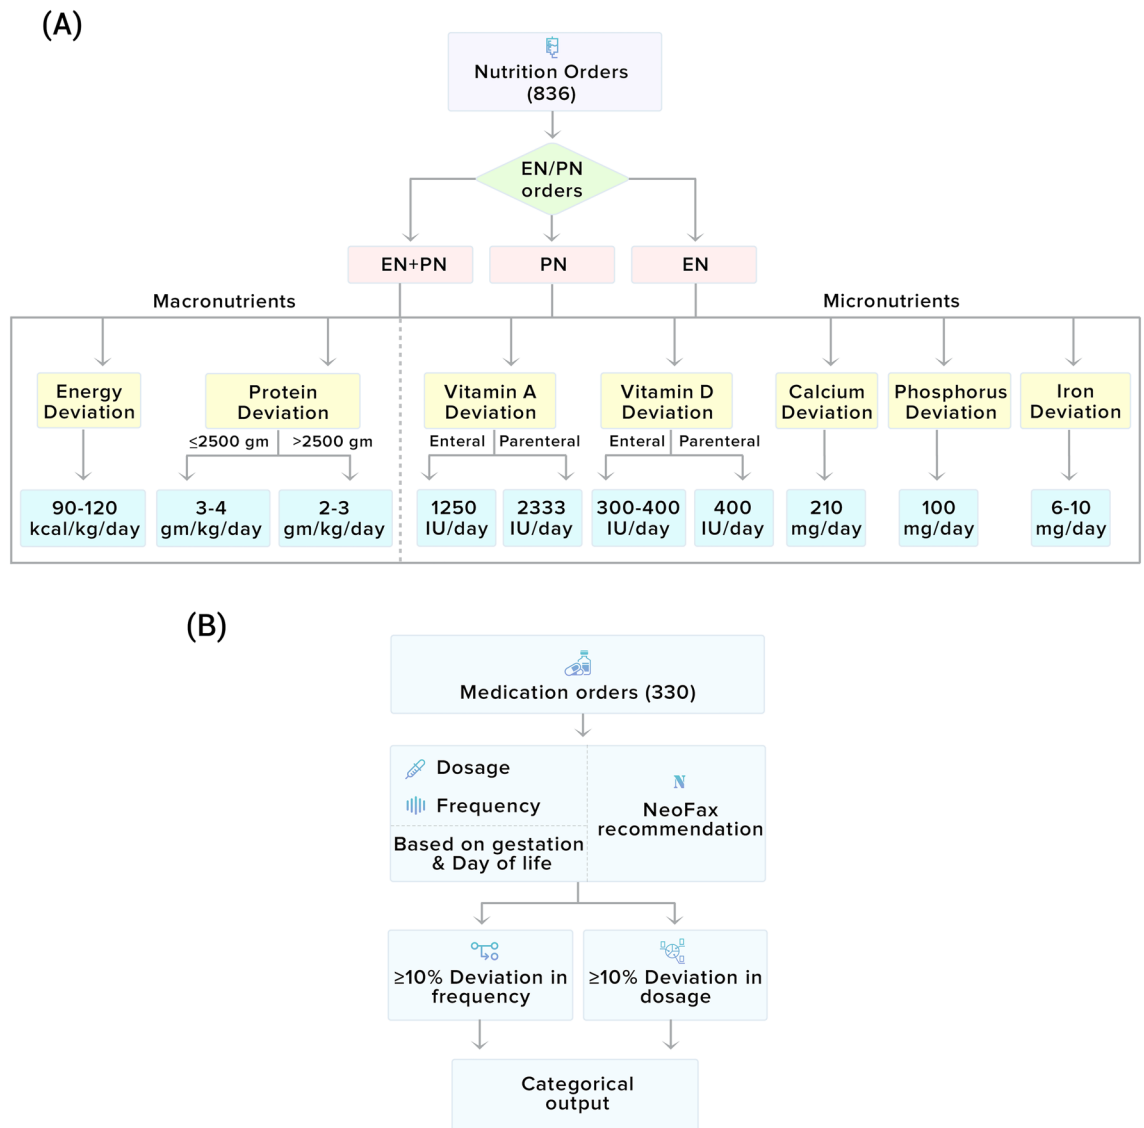 (A)
Nutrition Orders
(836)
EN/PN
orders
EN+PN
PN
EN
Macronutrients
Micronutrients
Energy
Deviation
Protein
Deviation
Vitamin A
Deviation
Vitamin D
Deviation
Calcium
Deviation
Phosphorus
Deviation
Iron
Deviation
≤2500 gm
>2500 gm
Enteral
Parenteral
Enteral
Parenteral
90-120
kcal/kg/day
3-4
gm/kg/day
2-3
gm/kg/day
1250
IU/day
2333
IU/day
300-400
IU/day
400
IU/day
210
mg/day
100
mg/day
6-10
mg/day
(B)
Medication orders (330)
Dosage
Frequency
Based on gestation
& Day of life
N
NeoFax
recommendation
≥10% Deviation in
frequency
≥10% Deviation in
dosage
Categorical
output